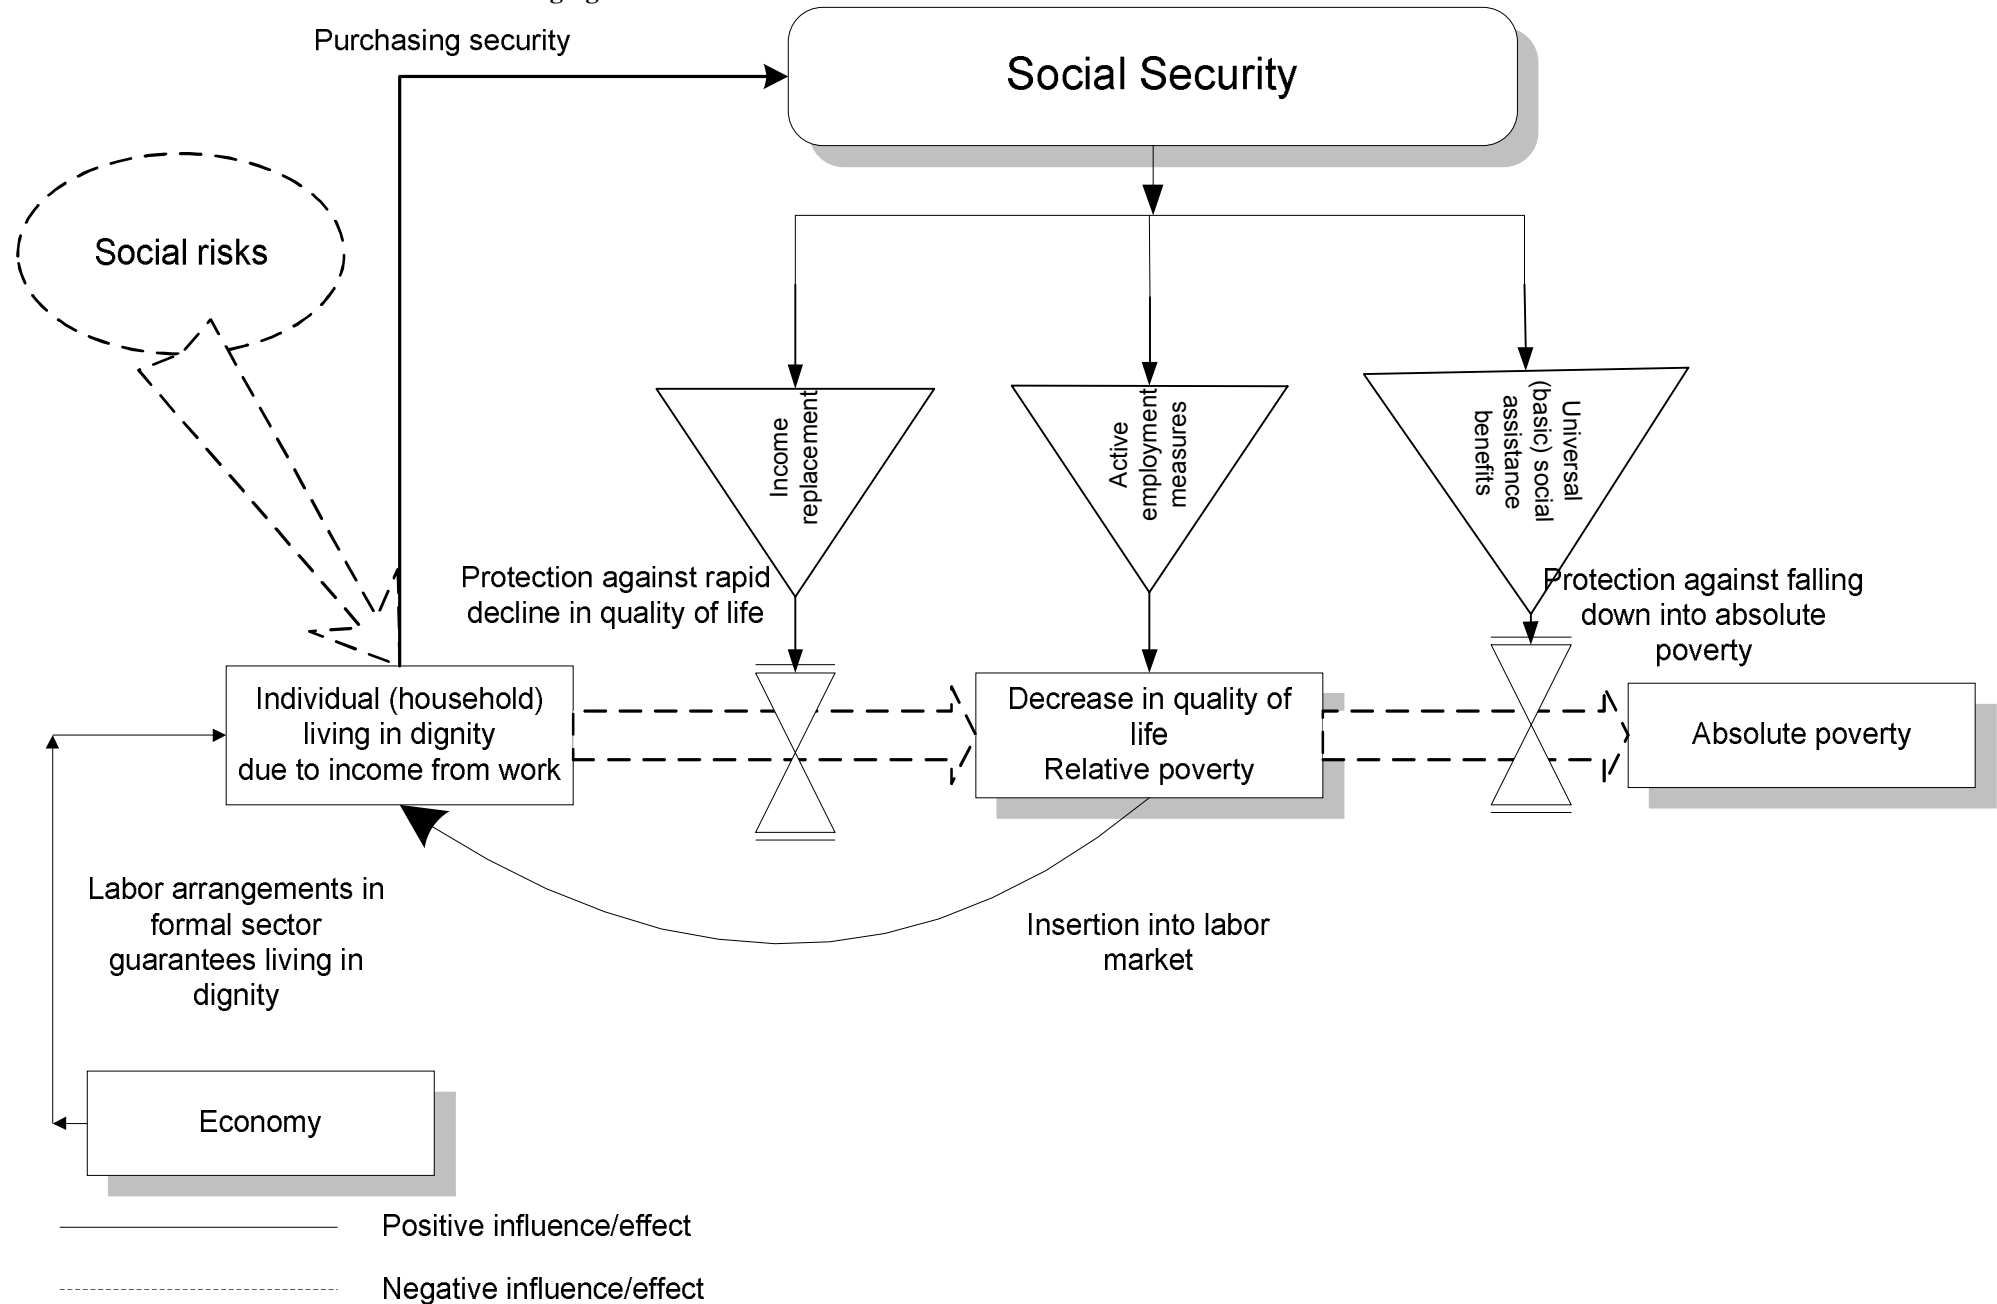 Purchasing security
Social Security
Social risks
Income
replacement
Active
employment
measures
Universal
(basic) social
assistance
benefits
Protection against rapid
decline in quality of life
Protection against falling
down into absolute
poverty
Individual (household)
living in dignity
due to income from work
Decrease in quality of
life
Relative poverty
Absolute poverty
Labor arrangements in
formal sector
guarantees living in
dignity
Insertion into labor
market
Economy
Positive influence/effect
Negative influence/effect